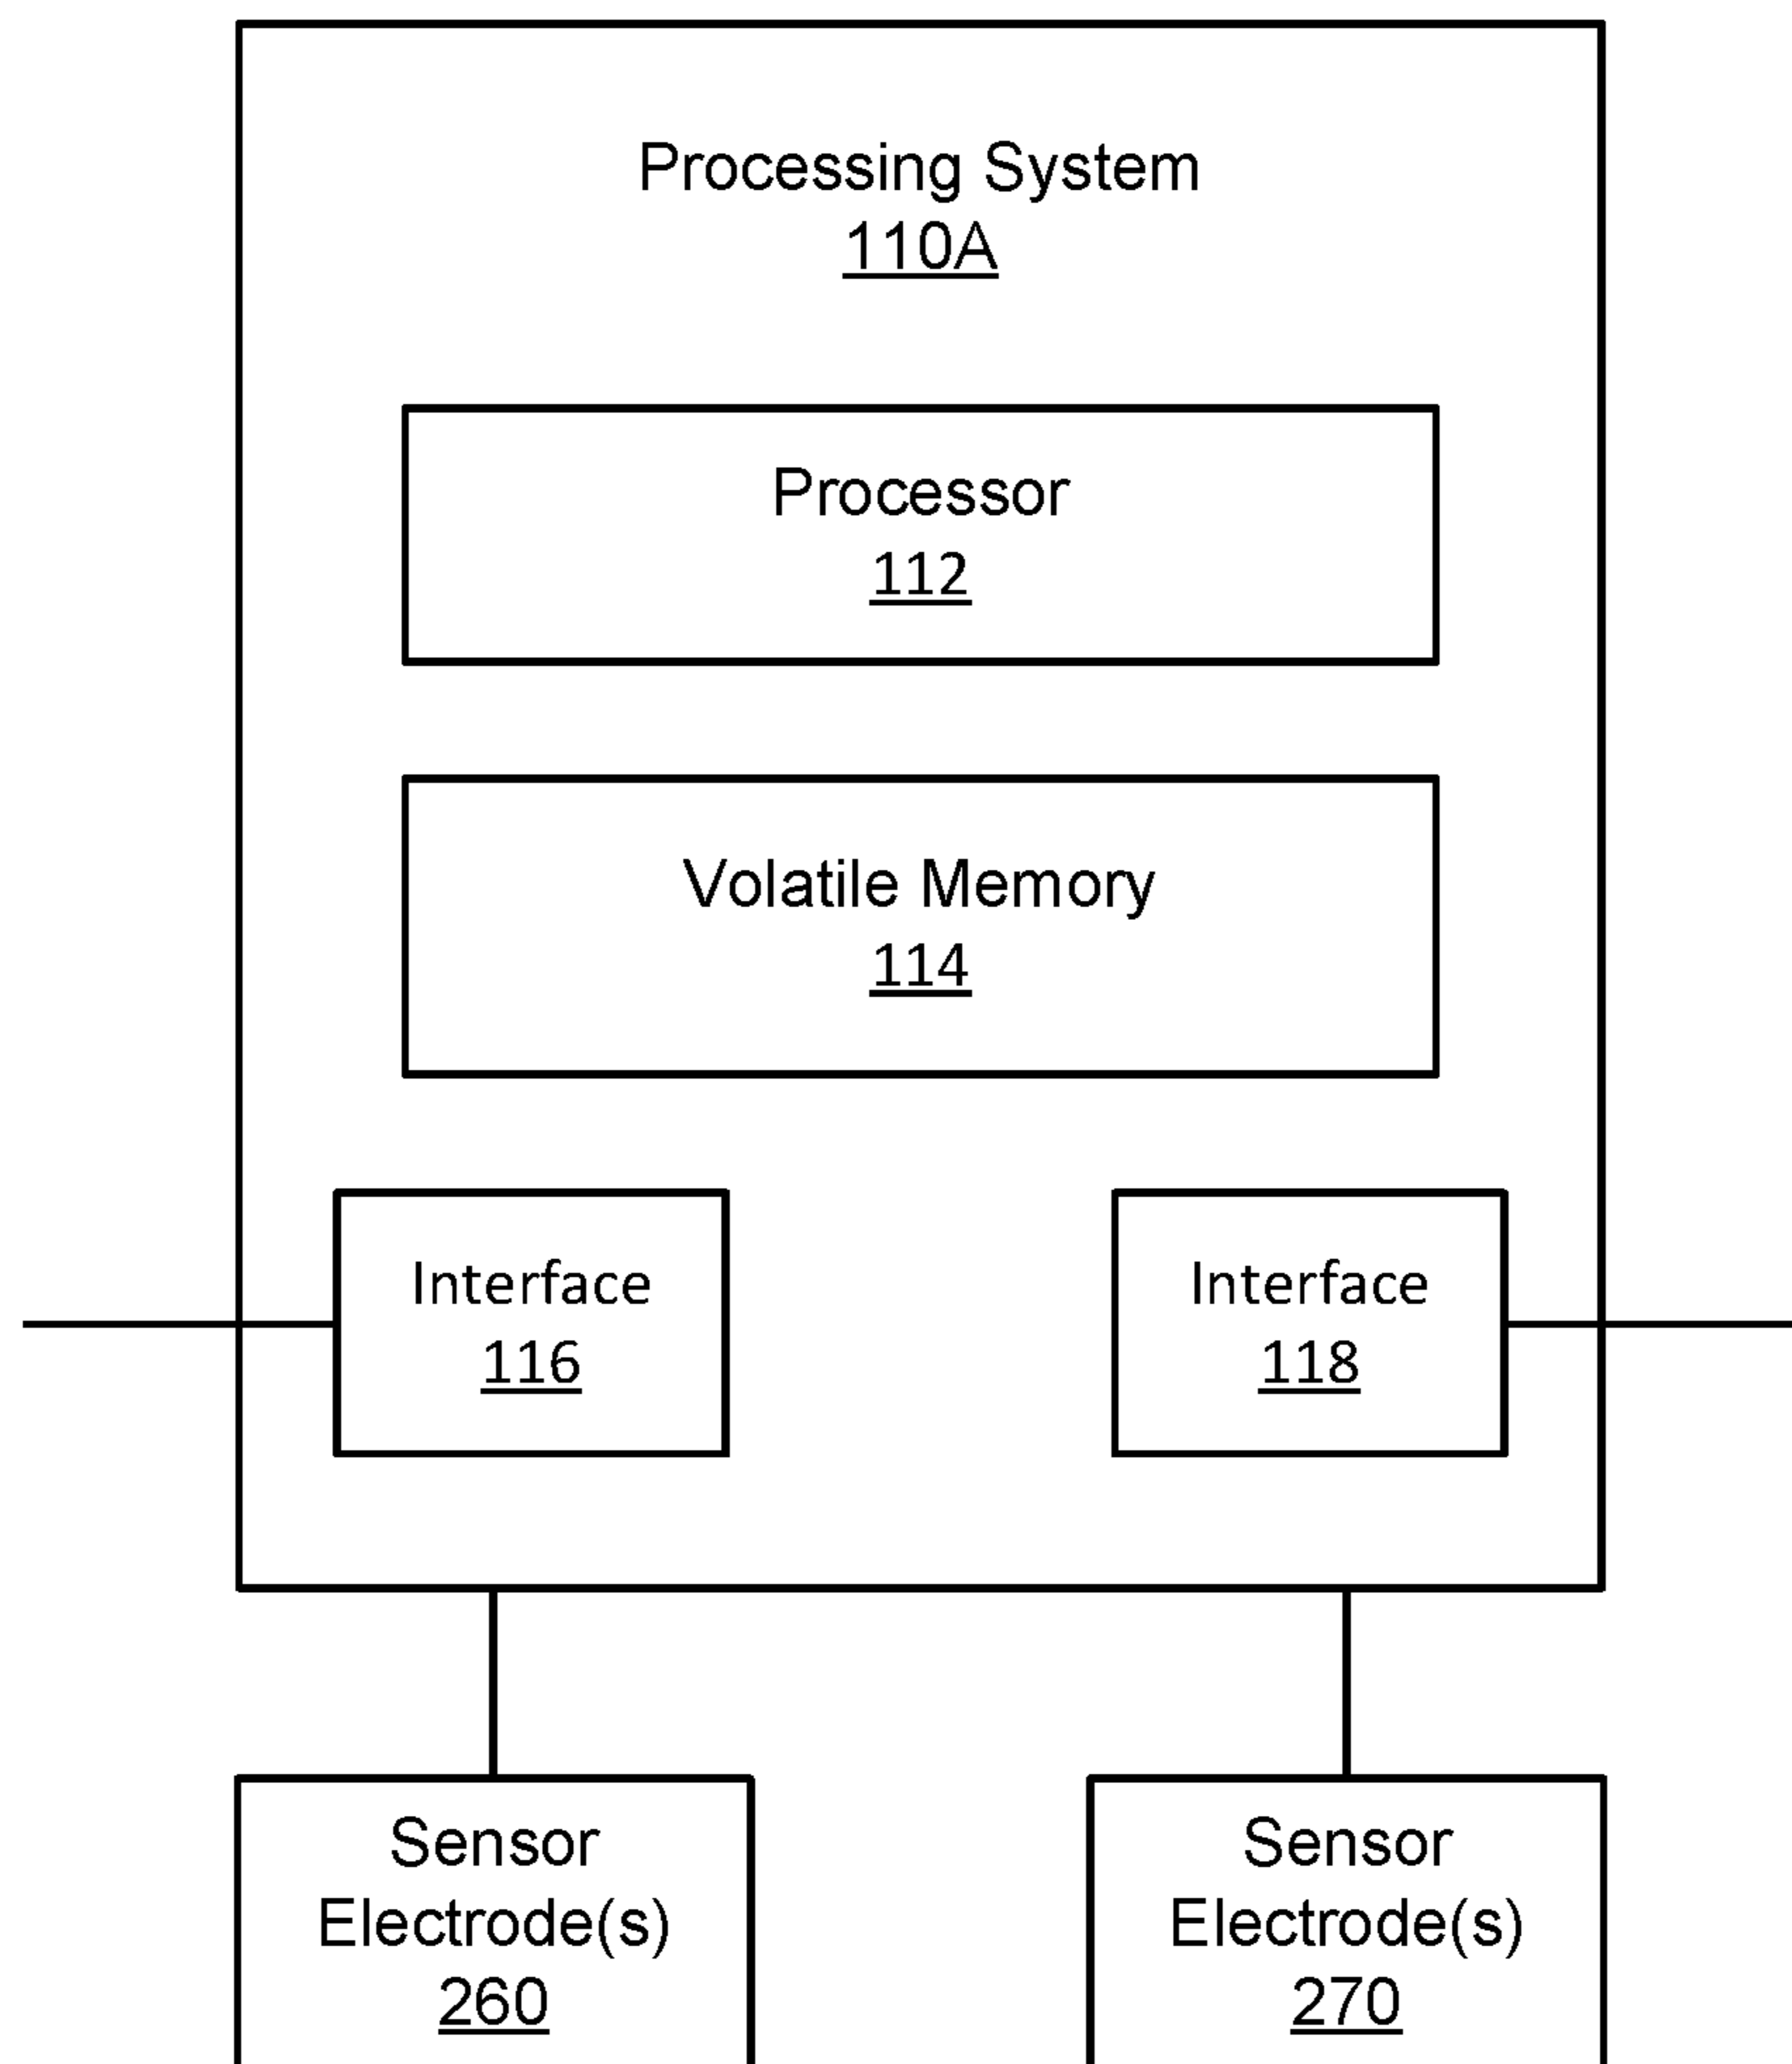 Processing System
110A
Processor
112
Volatile Memory
114
Interface
116
Interface
118
Sensor
Electrode(s)
260
Sensor
Electrode(s)
270